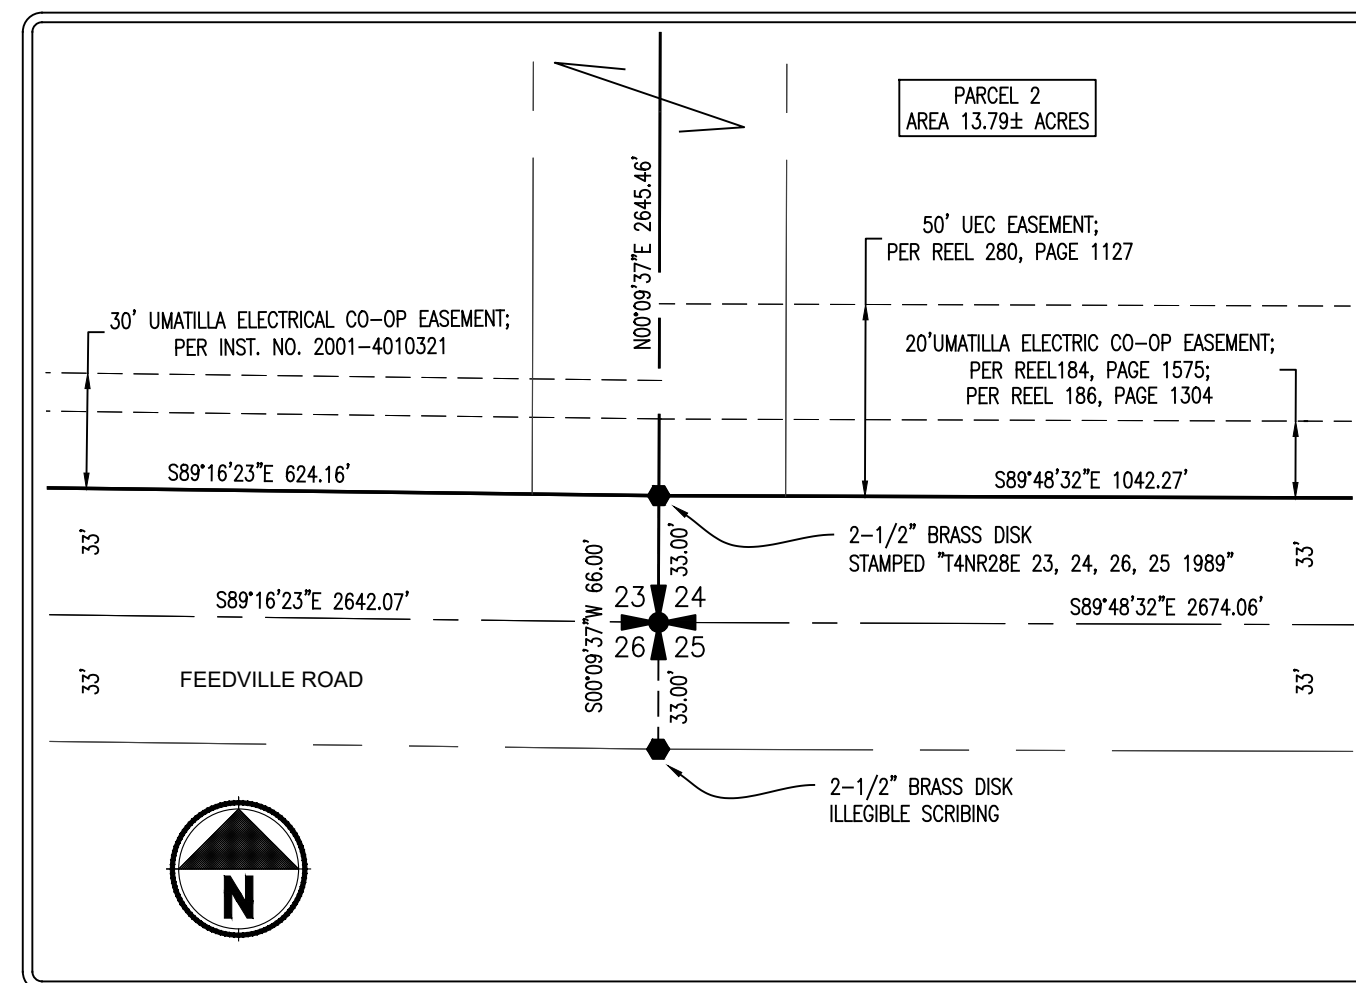 PARCEL 2
AREA 13.79± ACRES
N00°09'37"E 2645.46'
50' UEC EASEMENT;
PER REEL 280, PAGE 1127
30' UMATILLA ELECTRICAL CO-OP EASEMENT;
PER INST. NO. 2001-4010321
20'UMATILLA ELECTRIC CO-OP EASEMENT;
PER REEL184, PAGE 1575;
PER REEL 186, PAGE 1304
S89°16'23"E 624.16'
S89°48'32"E 1042.27'
33'
S00°09'37"W 66.00'
33.00'
2-1/2" BRASS DISK
STAMPED "T4NR28E 23, 24, 26, 25 1989"
33'
S89°16'23"E 2642.07'
23 24
26 25
S89°48'32"E 2674.06'
33'
FEEDVILLE ROAD
33.00'
33'
2-1/2" BRASS DISK
ILLEGIBLE SCRIBING
N